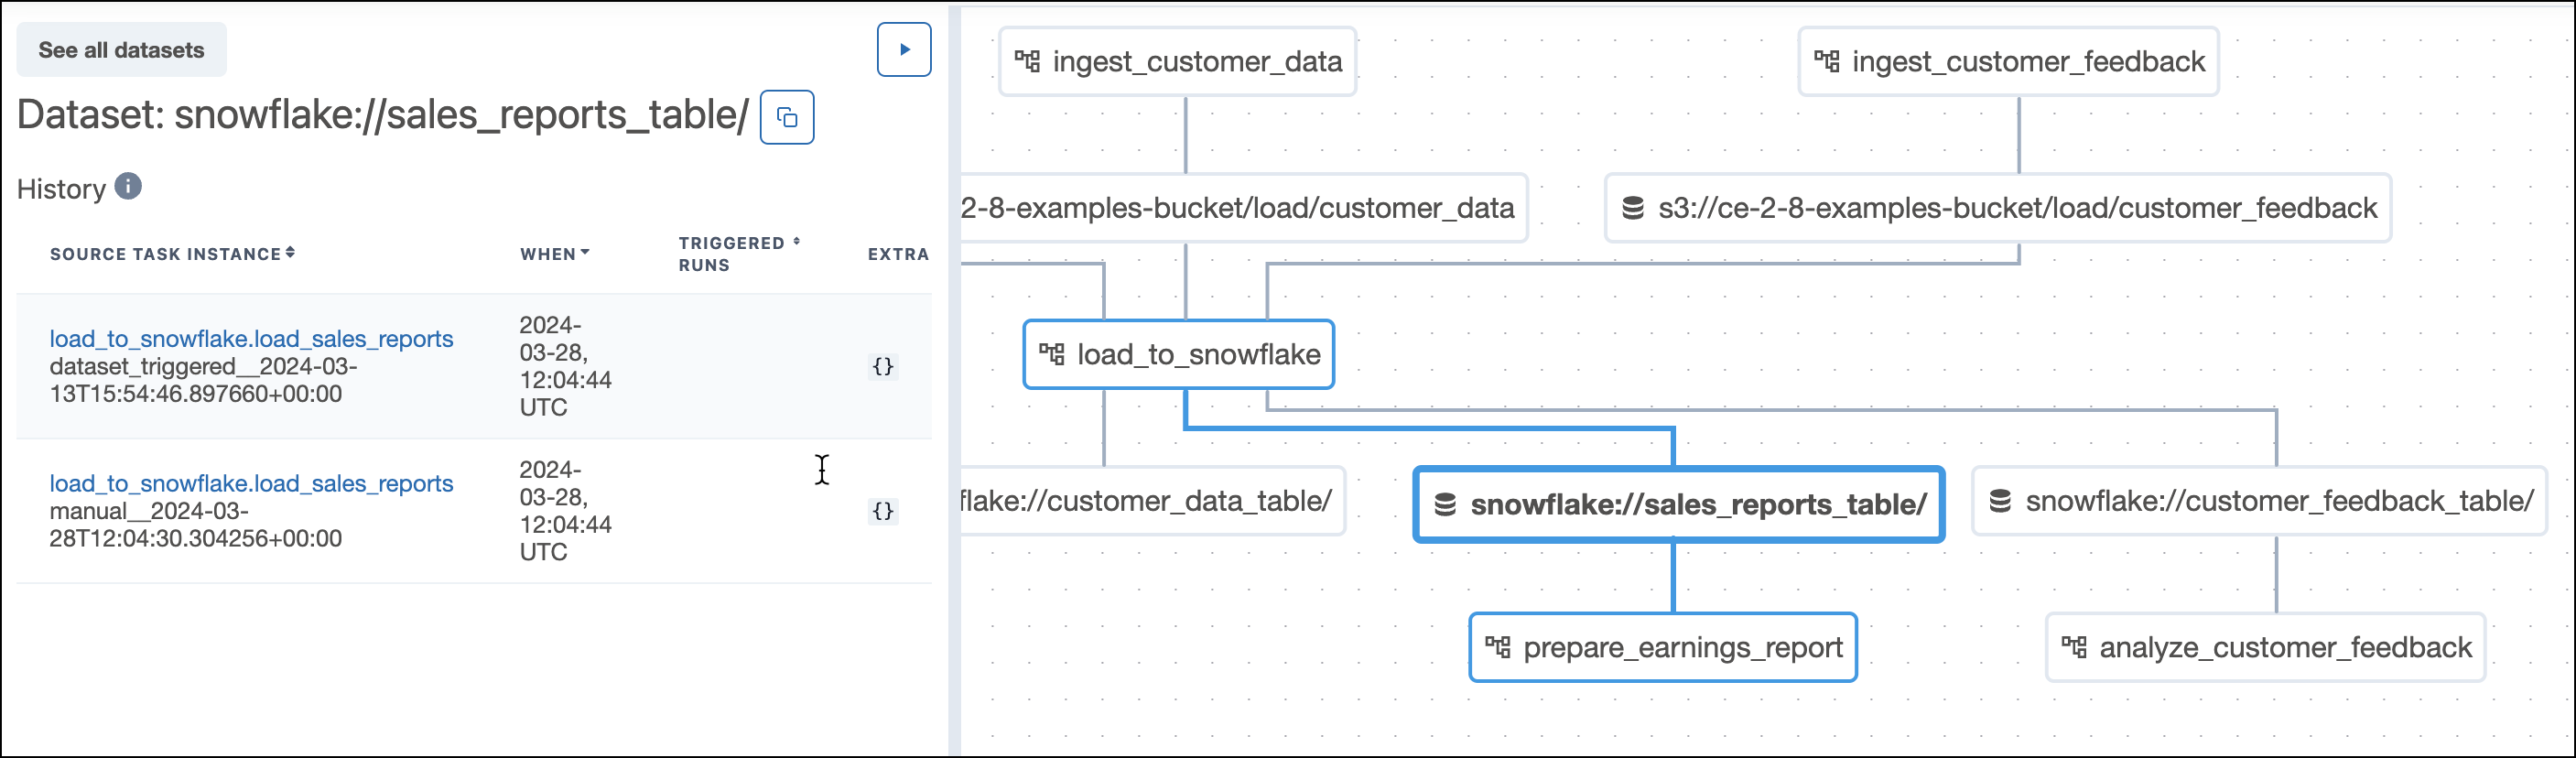 See all datasets
Dataset: snowflake://sales_reports_table/
History
SOURCE TASK INSTANCE
WHEN
TRIGGERED
RUNS
EXTRA
load_to_snowflake.load_sales_reports
dataset_triggered__2024-03-
13T15:54:46.897660+00:00
2024-
03-28,
12:04:44
UTC
{}
load_to_snowflake.load_sales_reports
manual__2024-03-
28T12:04:30.304256+00:00
2024-
03-28,
12:04:44
UTC
{}
ingest_customer_data
ingest_customer_feedback
2-8-examples-bucket/load/customer_data
s3://ce-2-8-examples-bucket/load/customer_feedback
load_to_snowflake
flake://customer_data_table/
snowflake://sales_reports_table/
snowflake://customer_feedback_table/
prepare_earnings_report
analyze_customer_feedback